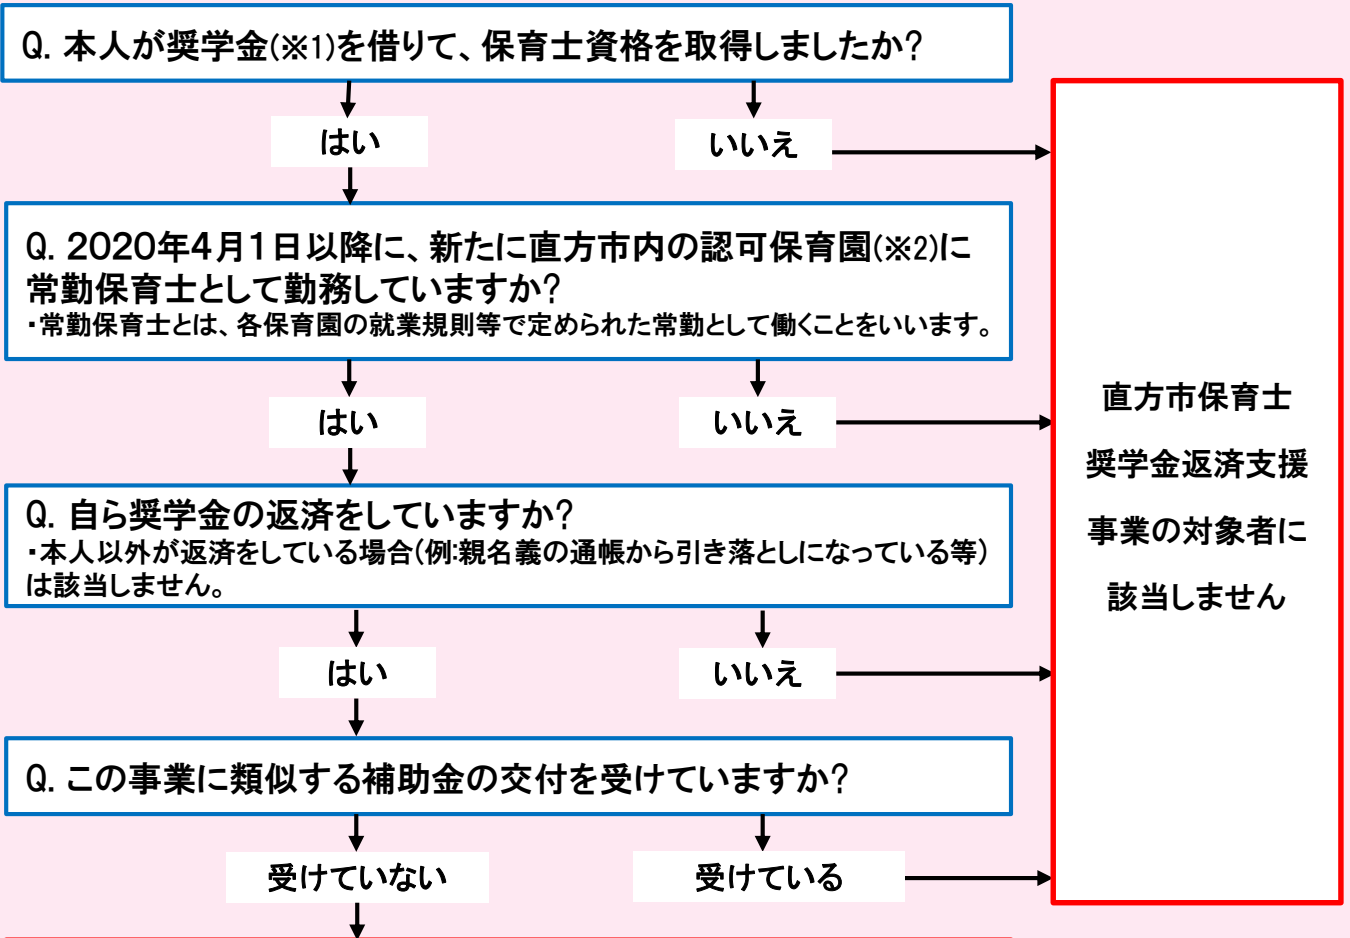 Q. 本人が奨学金(※1)を借りて、保育士資格を取得しましたか?
はい
いいえ
Q. 2020年4月1日以降に、新たに直方市内の認可保育園(※2)に
常勤保育士として勤務していますか?
・常勤保育士とは、各保育園の就業規則等で定められた常勤として働くことをいいます。
はい
いいえ
Q. 自ら奨学金の返済をしていますか?
・本人以外が返済をしている場合(例:親名義の通帳から引き落としになっている等)
は該当しません。
はい
いいえ
Q. この事業に類似する補助金の交付を受けていますか?
受けていない
受けている
直方市保育士
奨学金返済支援
事業の対象者に
該当しません